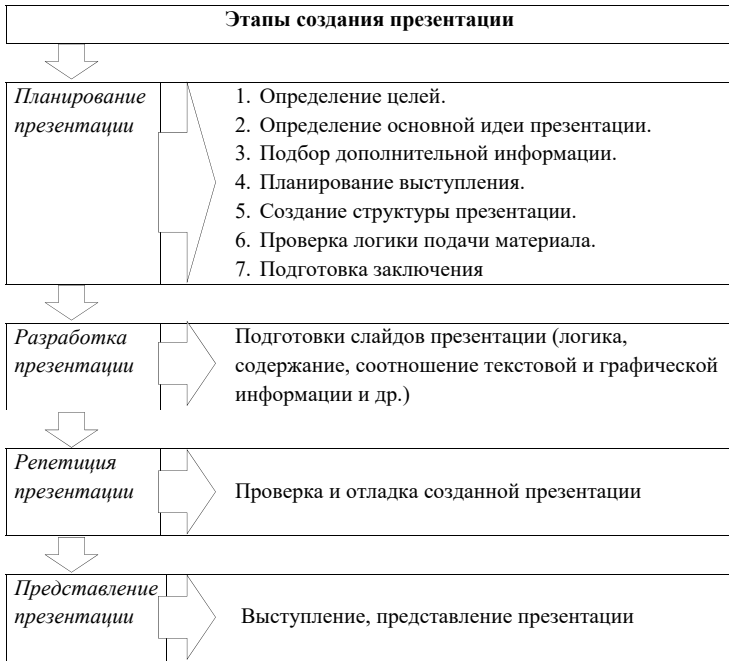 Этапы создания презентации
Планирование
презентации
1. Определение целей.
2. Определение основной идеи презентации.
3. Подбор дополнительной информации.
4. Планирование выступления.
5. Создание структуры презентации.
6. Проверка логики подачи материала.
7. Подготовка заключения
Разработка
презентации
Подготовки слайдов презентации (логика,
содержание, соотношение текстовой и графической
информации и др.)
Репетиция
презентации
Проверка и отладка созданной презентации
Представление
презентации
Выступление, представление презентации